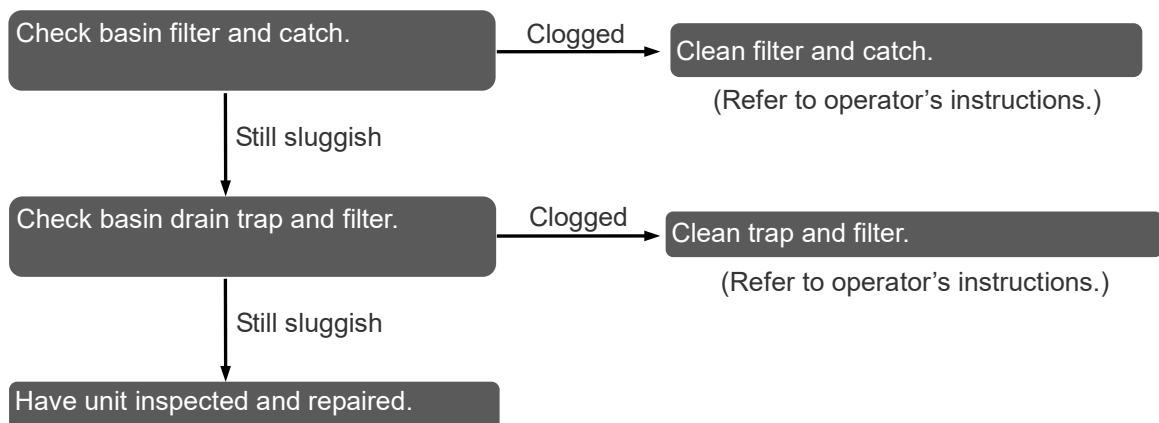 Check basin filter and catch.
Clogged
Clean filter and catch.
(Refer to operator’s instructions.)
Still sluggish
Check basin drain trap and filter.
Clogged
Clean trap and filter.
(Refer to operator’s instructions.)
Still sluggish
Have unit inspected and repaired.